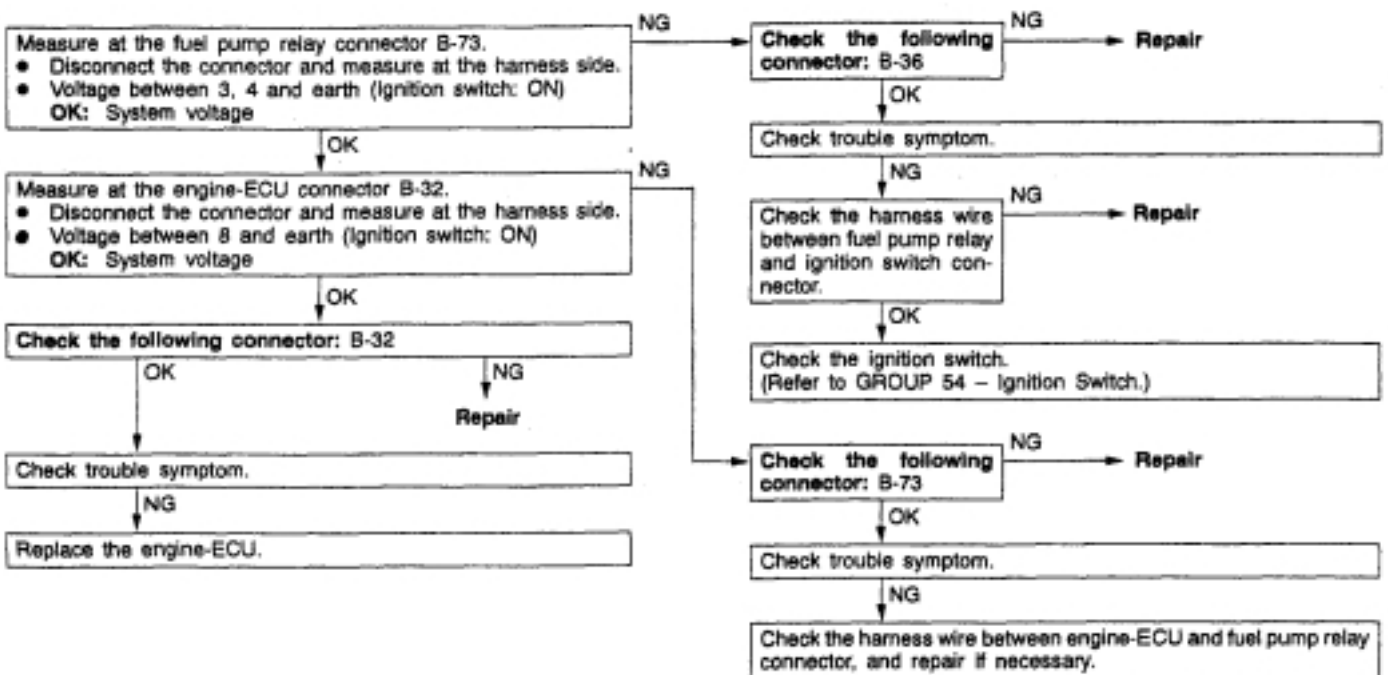 Measure at the fuel pump relay connector B-73.
● Disconnect the connector and measure at the harness side.
● Voltage between 3, 4 and earth (Ignition switch: ON)
OK: System voltage
NG
OK
Measure at the engine-ECU connector B-32.
● Disconnect the connector and measure at the harness side.
● Voltage between 8 and earth (Ignition switch: ON)
OK: System voltage
NG
OK
Check the following connector: B-32
OK
NG
Repair
Check trouble symptom.
NG
Replace the engine-ECU.
Check the following
connector: B-36
NG
Repair
OK
Check trouble symptom.
NG
Check the harness wire
between fuel pump relay
and ignition switch con-
nector.
NG
Repair
OK
Check the ignition switch.
(Refer to GROUP 54 – Ignition Switch.)
Check the following
connector: B-73
NG
Repair
OK
Check trouble symptom.
NG
Check the harness wire between engine-ECU and fuel pump relay
connector, and repair if necessary.